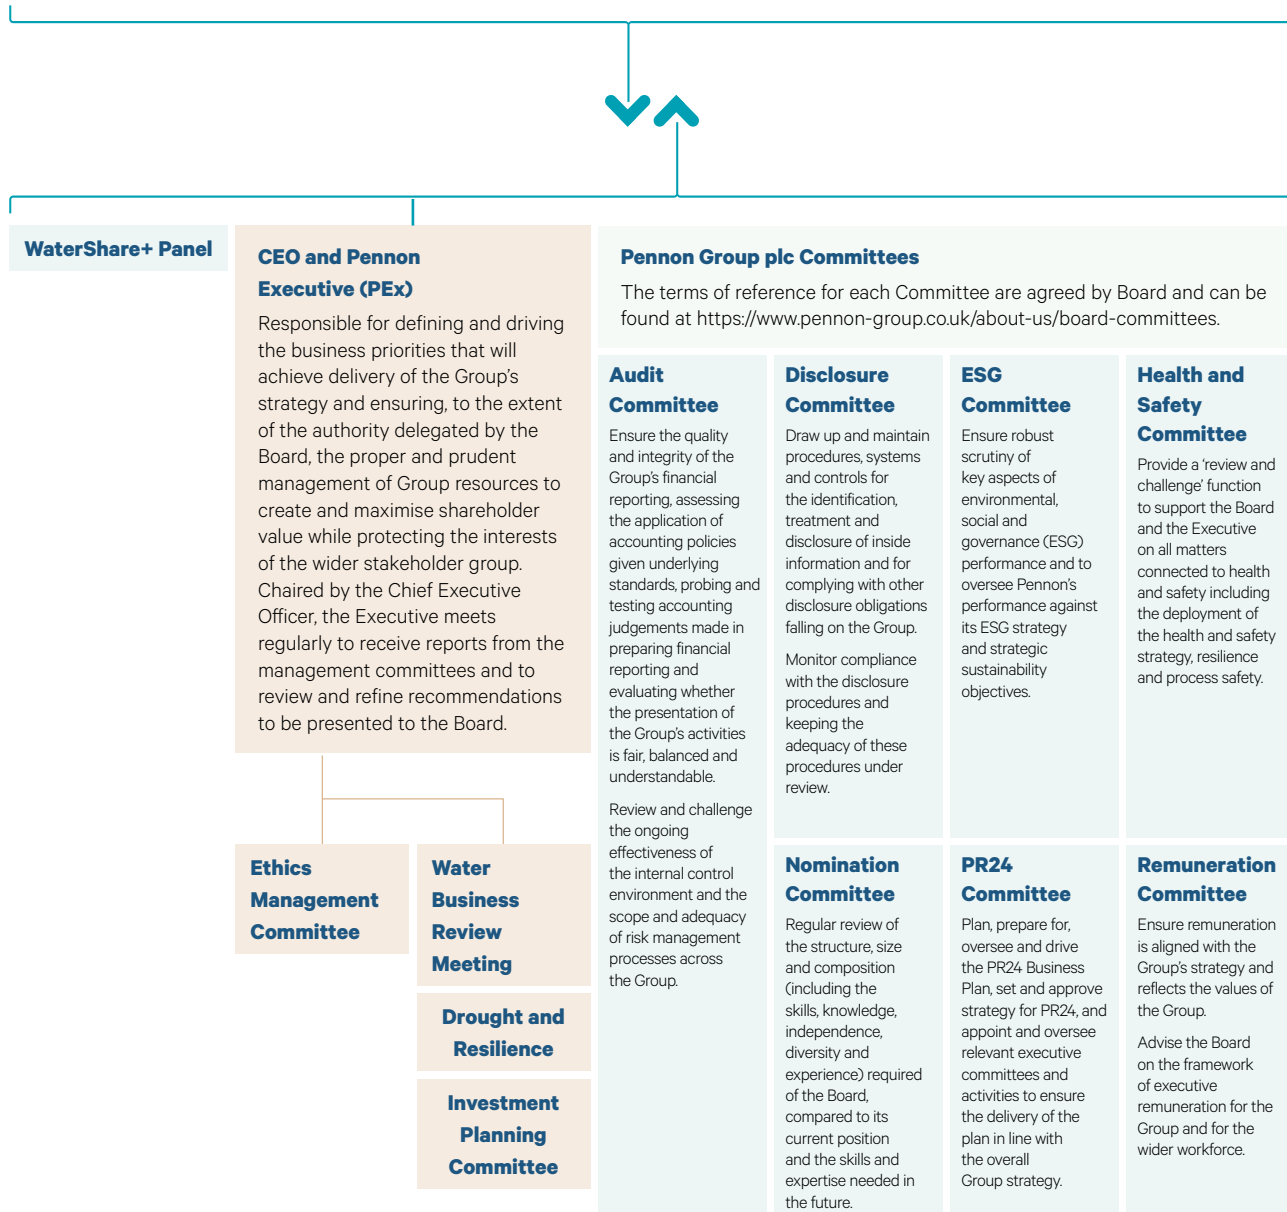 WaterShare+ Panel
CEO and Pennon
Executive (PEx)
Responsible for defining and driving
the business priorities that will
achieve delivery of the Group's
strategy and ensuring, to the extent
of the authority delegated by the
Board, the proper and prudent
management of Group resources to
create and maximise shareholder
value while protecting the interests
of the wider stakeholder group.
Chaired by the Chief Executive
Officer, the Executive meets
regularly to receive reports from the
management committees and to
review and refine recommendations
to be presented to the Board.
Ethics
Management
Committee
Water
Business
Review
Meeting
Drought and
Resilience
Investment
Planning
Committee
Pennon Group plc Committees
The terms of reference for each Committee are agreed by Board and can be
found at https://www.pennon-group.co.uk/about-us/board-committees.
Audit
Committee
Ensure the quality
and integrity of the
Group's financial
reporting, assessing
the application of
accounting policies
given underlying
standards, probing and
testing accounting
judgements made in
preparing financial
reporting and
evaluating whether
the presentation of
the Group's activities
is fair, balanced and
understandable.
Review and challenge
the ongoing
effectiveness of
the internal control
environment and the
scope and adequacy
of risk management
processes across
the Group.
Disclosure
Committee
Draw up and maintain
procedures, systems
and controls for
the identification,
treatment and
disclosure of inside
information and for
complying with other
disclosure obligations
falling on the Group.
Monitor compliance
with the disclosure
procedures and
keeping the
adequacy of these
procedures under
review.
ESG
Committee
Ensure robust
scrutiny of
key aspects of
environmental,
social and
governance (ESG)
performance and to
oversee Pennon's
performance against
its ESG strategy
and strategic
sustainability
objectives.
Health and
Safety
Committee
Provide a 'review and
challenge' function
to support the Board
and the Executive
on all matters
connected to health
and safety including
the deployment of
the health and safety
strategy, resilience
and process safety.
Nomination
Committee
Regular review of
the structure, size
and composition
(including the
skills, knowledge,
independence,
diversity and
experience) required
of the Board,
compared to its
current position
and the skills and
expertise needed in
the future.
PR24
Committee
Plan, prepare for,
oversee and drive
the PR24 Business
Plan, set and approve
strategy for PR24, and
appoint and oversee
relevant executive
committees and
activities to ensure
the delivery of the
plan in line with
the overall
Group strategy.
Remuneration
Committee
Ensure remuneration
is aligned with the
Group's strategy and
reflects the values of
the Group.
Advise the Board
on the framework
of executive
remuneration for the
Group and for the
wider workforce.